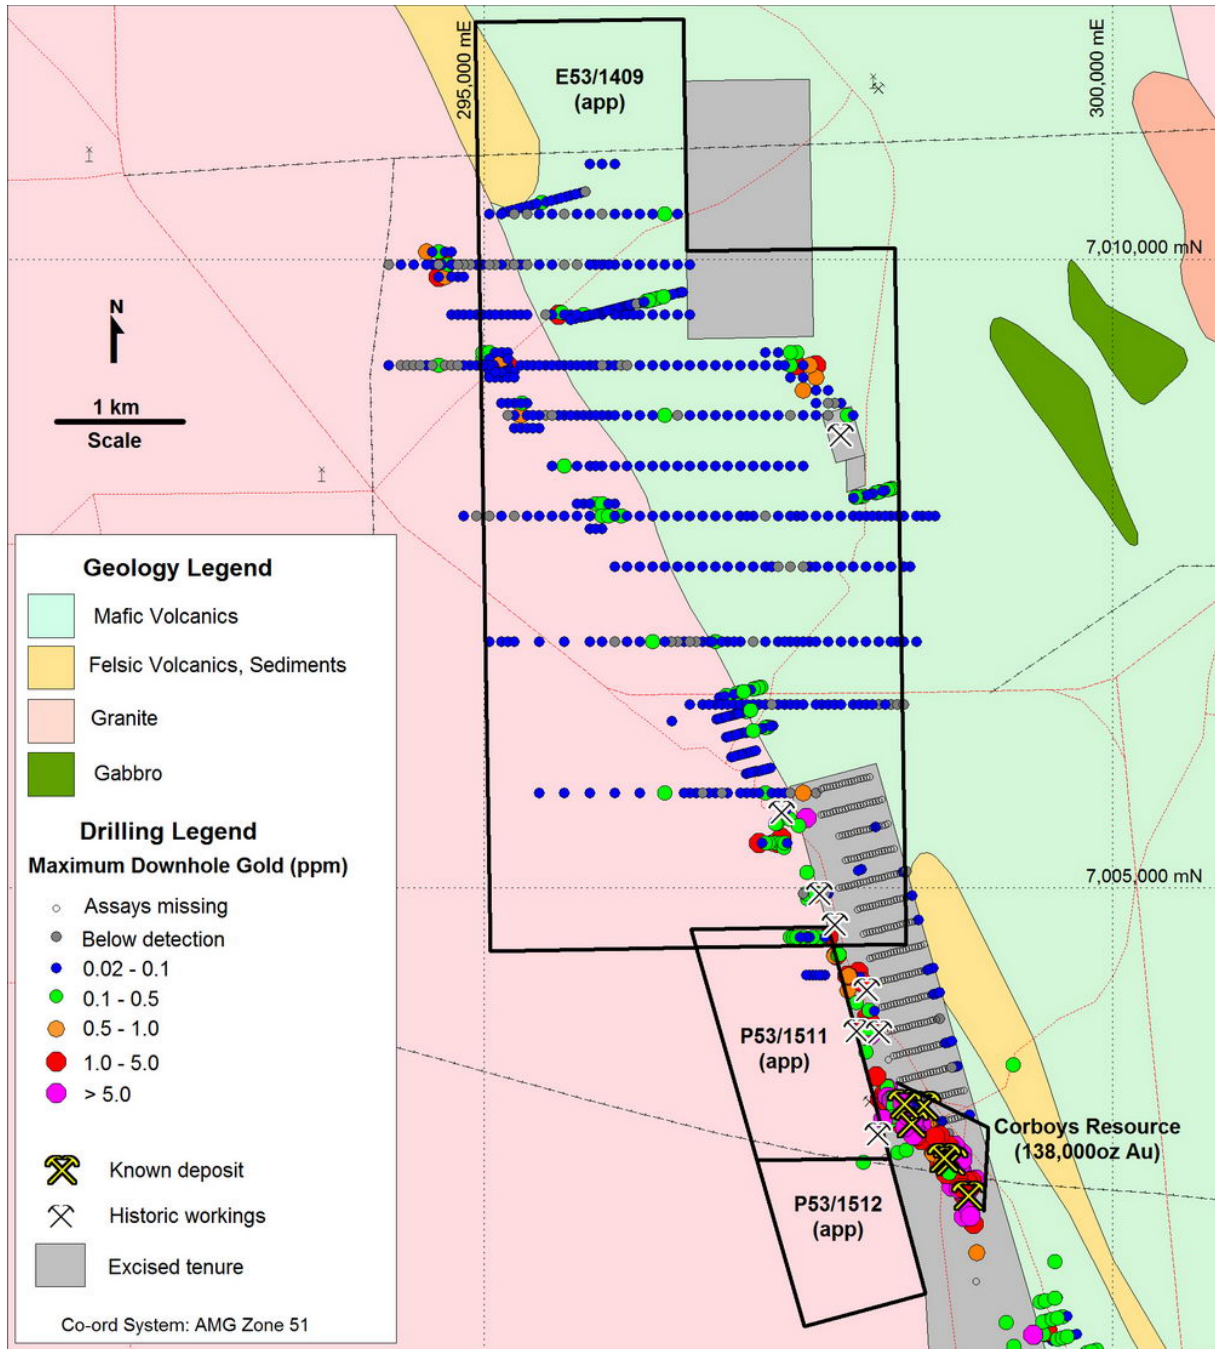 295,000 mE
300,000 mE
E53/1409
(app)
7,010,000 mN
N
1 km
Scale
Geology Legend
Mafic Volcanics
Felsic Volcanics, Sediments
Granite
Gabbro
Drilling Legend
Maximum Downhole Gold (ppm)
Assays missing
Below detection
0.02 - 0.1
0.1 - 0.5
0.5 - 1.0
1.0 - 5.0
> 5.0
Known deposit
Historic workings
Excised tenure
Co-ord System: AMG Zone 51
7,005,000 mN
P53/1511
(app)
Corboys Resource
(138,000oz Au)
P53/1512
(app)